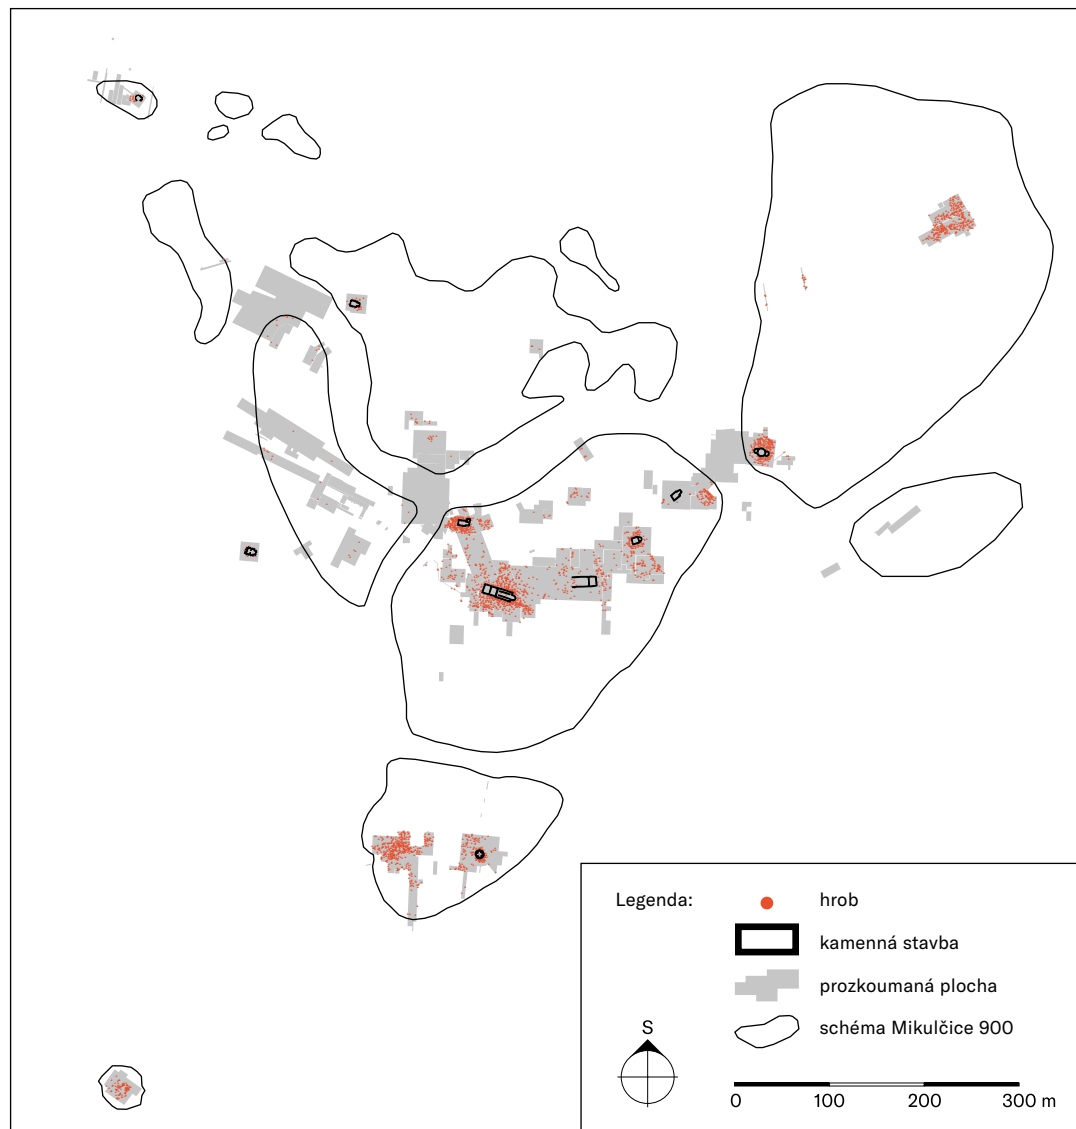 Legenda:
hrob
kamenná stavba
prozkoumaná plocha
schéma Mikulčice 900
S
0 100 200 300 m